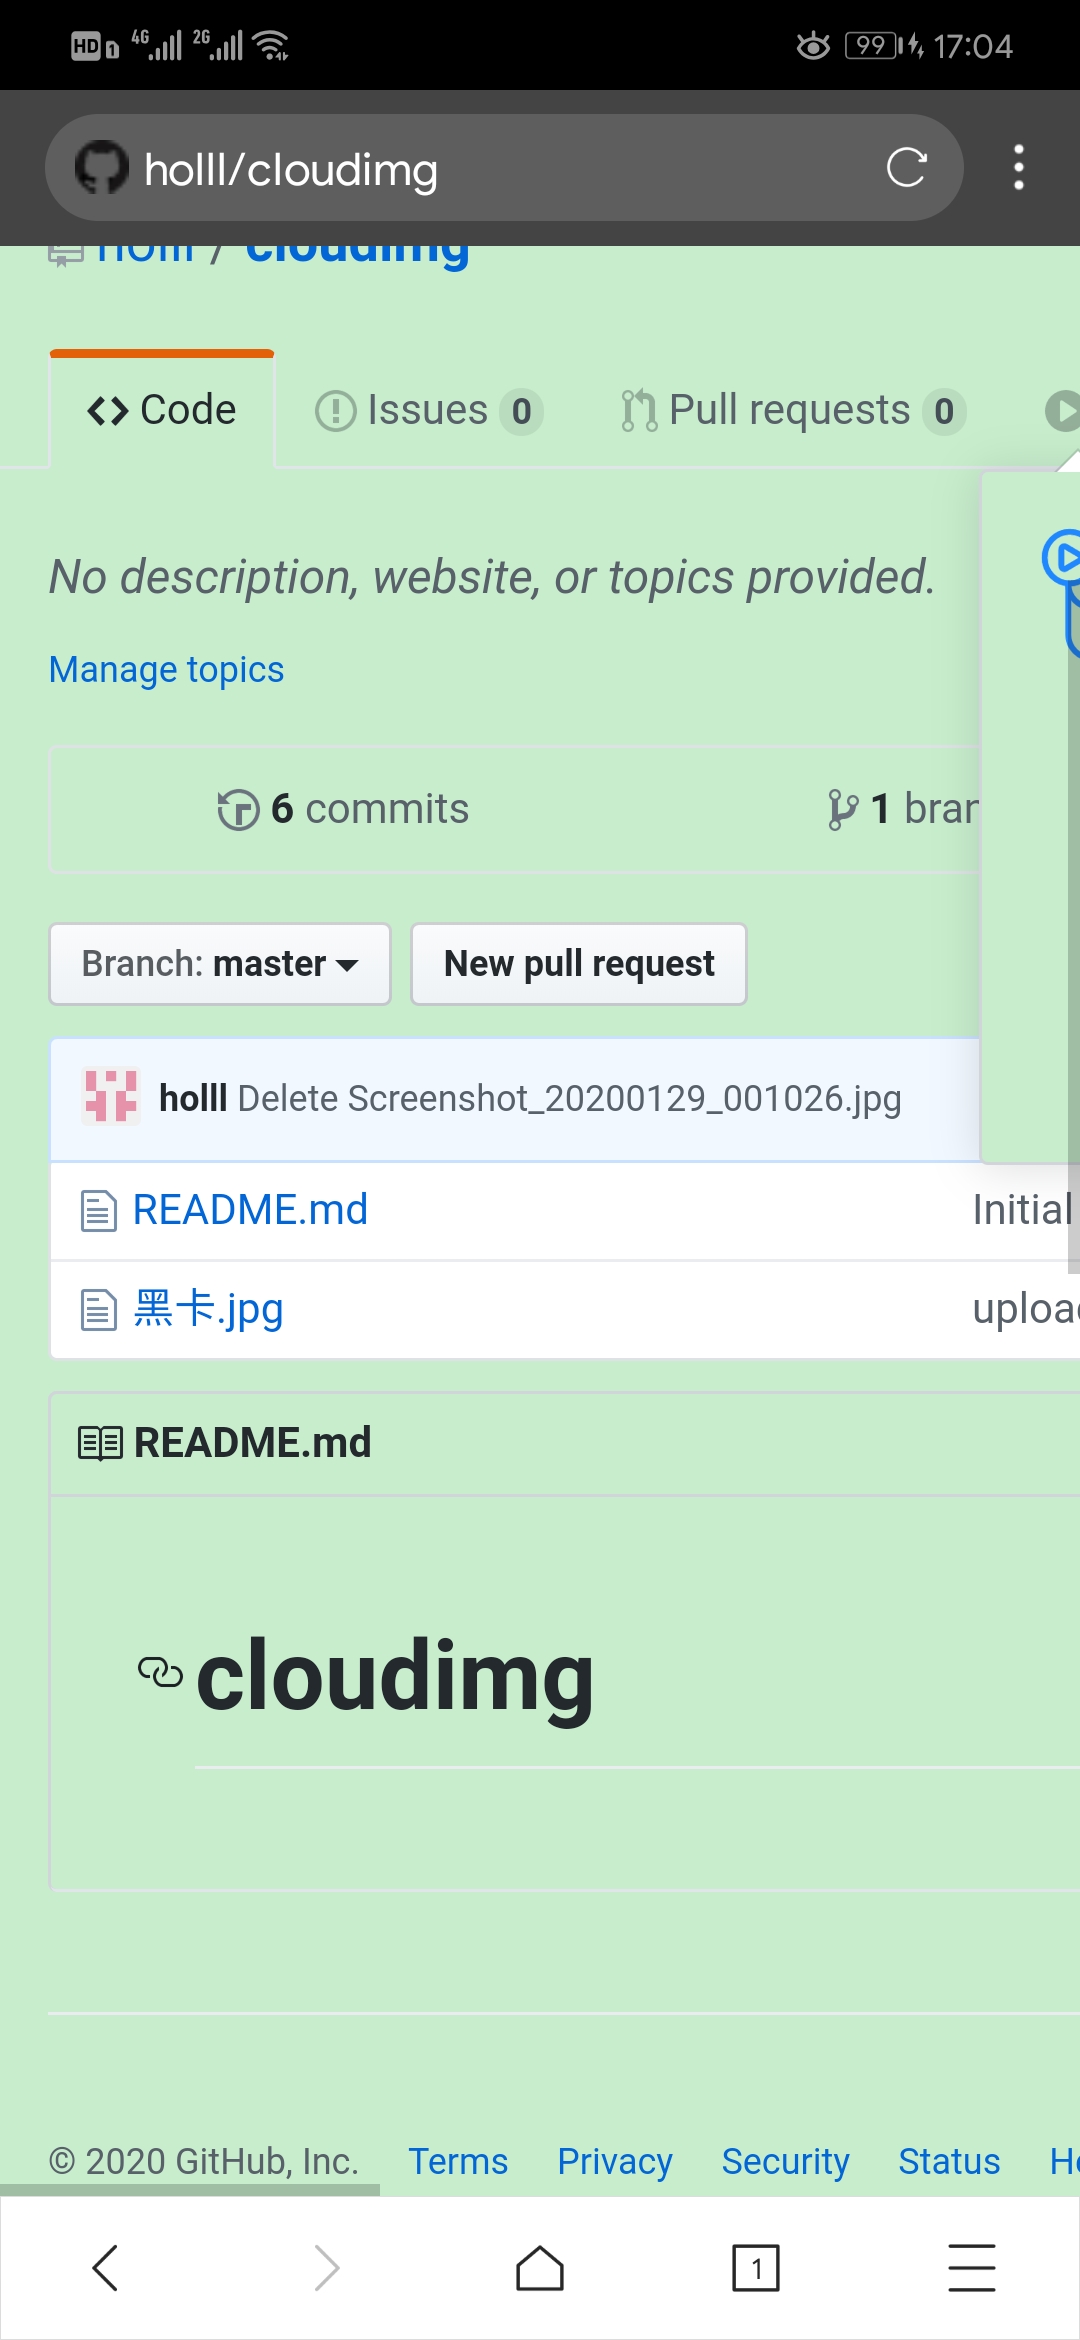 HD 1 4G 2G 99 17:04
holll/cloudimg
holll / cloudimg
Code Issues 0 Pull requests 0
No description, website, or topics provided.
Manage topics
6 commits 1 bran
Branch: master New pull request
holll Delete Screenshot_20200129_001026.jpg
README.md Initial
黑卡.jpg uploa
README.md
cloudimg
© 2020 GitHub, Inc. Terms Privacy Security Status He
1